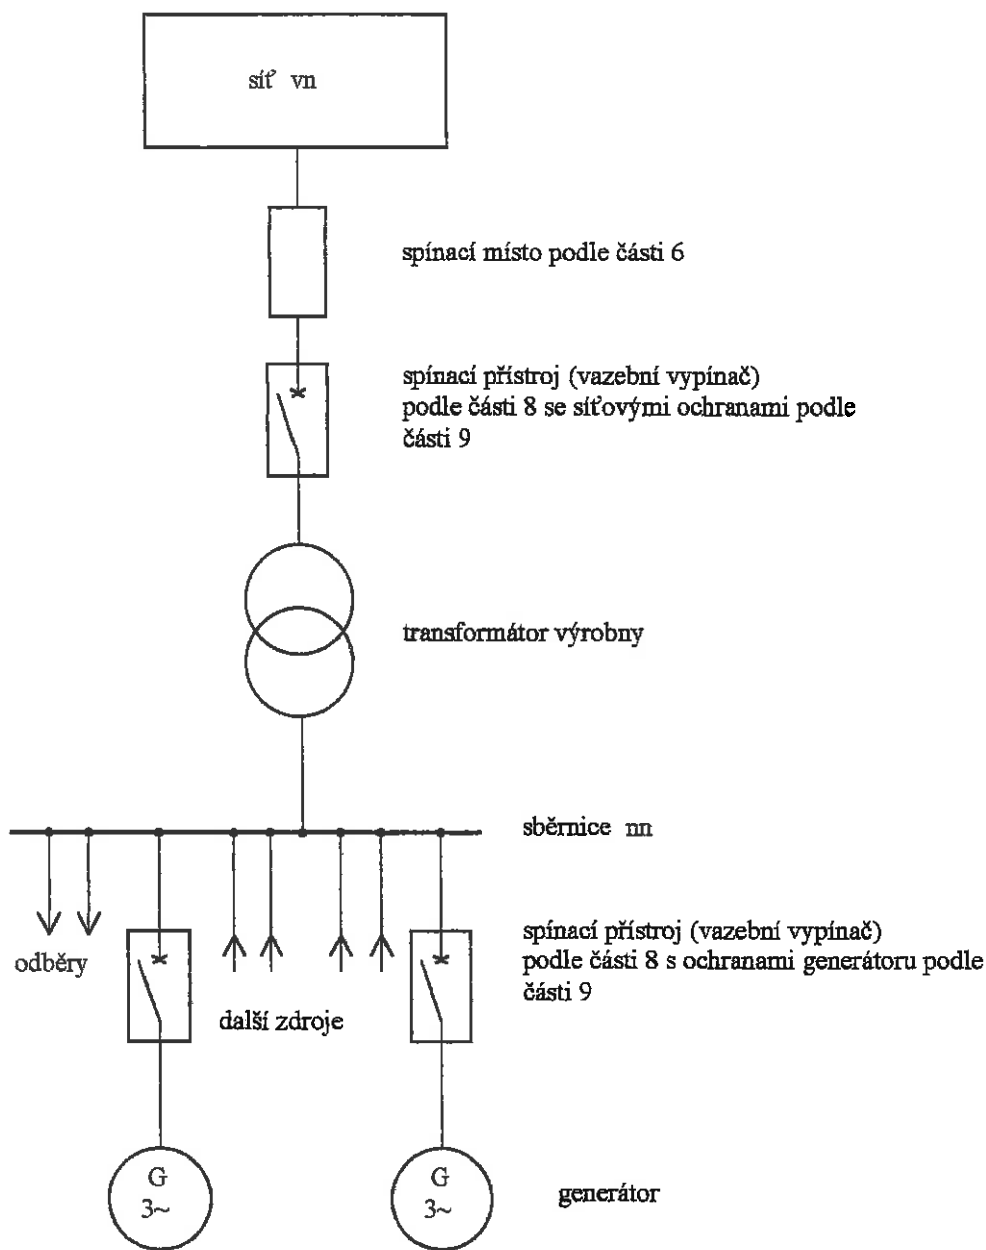 síť vn
spínací místo podle části 6
spínací přístroj (vazební vypínač)
podle části 8 se síťovými ochranami podle
části 9
transformátor výrobny
sběrnice nn
odběry
další zdroje
spínací přístroj (vazební vypínač)
podle části 8 s ochranami generátoru podle
části 9
G
3~
G
3~
generátor